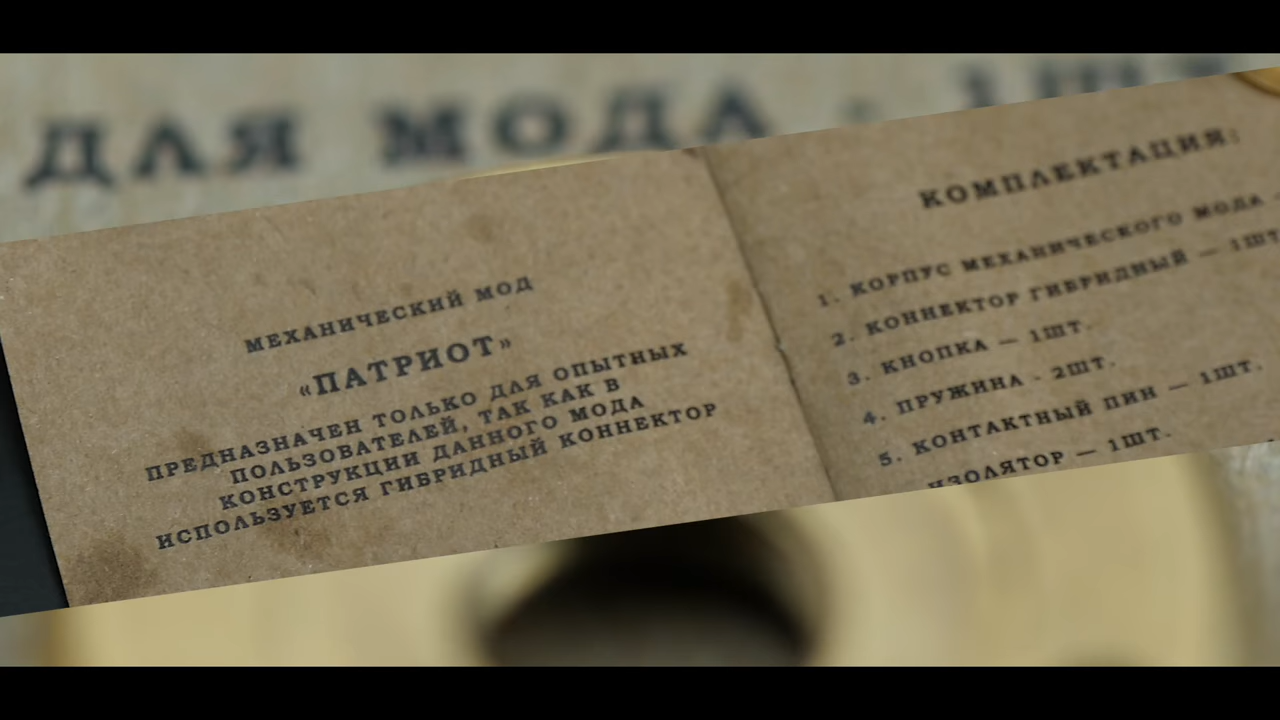 ДЛЯ МОДА - 1ШТ
МЕХАНИЧЕСКИЙ МОД
«ПАТРИОТ»
ПРЕДНАЗНАЧЕН ТОЛЬКО ДЛЯ ОПЫТНЫХ
ПОЛЬЗОВАТЕЛЕЙ, ТАК КАК В
КОНСТРУКЦИИ ДАННОГО МОДА
ИСПОЛЬЗУЕТСЯ ГИБРИДНЫЙ КОННЕКТОР
КОМПЛЕКТАЦИЯ:
1. КОРПУС МЕХАНИЧЕСКОГО МОДА -
2. КОННЕКТОР ГИБРИДНЫЙ — 1ШТ.
3. КНОПКА — 1ШТ.
4. ПРУЖИНА - 2ШТ.
5. КОНТАКТНЫЙ ПИН — 1ШТ.
ИЗОЛЯТОР — 1ШТ.